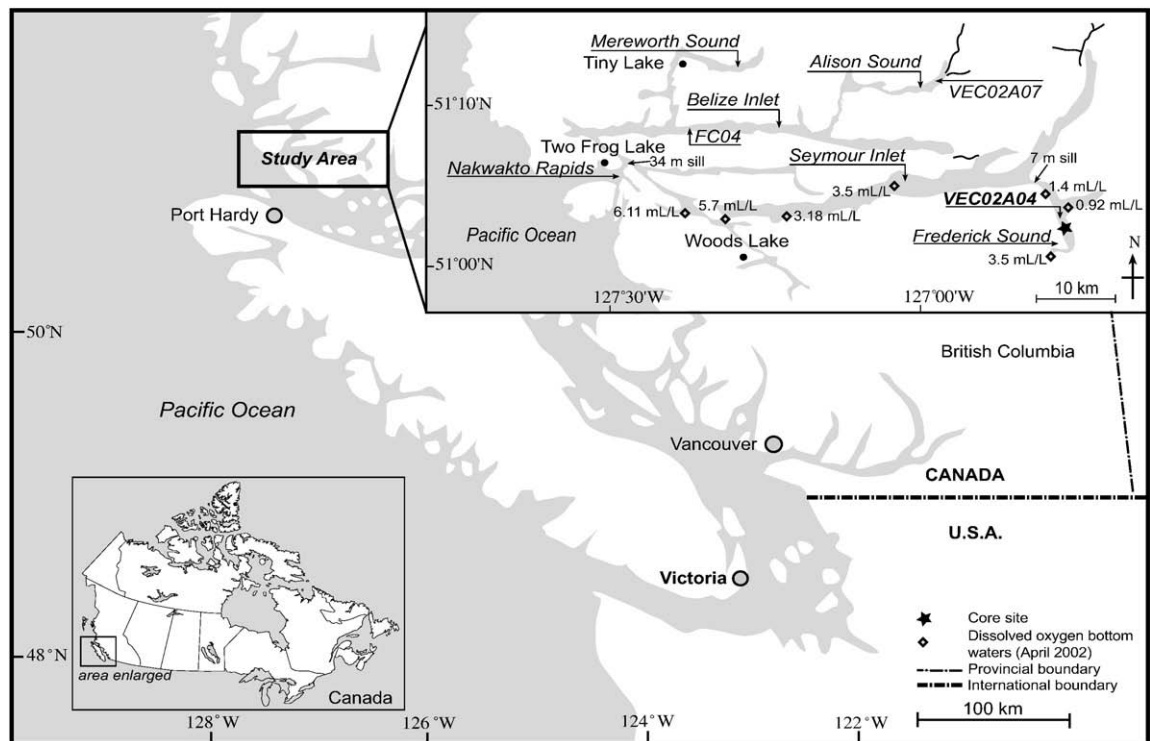 Mereworth Sound
Tiny Lake
Alison Sound
VEC02A07
51°10'N
Belize Inlet
FC04
Two Frog Lake
34 m sill
Nakwakto Rapids
Seymour Inlet
7 m sill
3.5 mL/L
1.4 mL/L
VEC02A04
0.92 mL/L
6.11 mL/L
5.7 mL/L
3.18 mL/L
Pacific Ocean
Woods Lake
Frederick Sound
3.5 mL/L
N
51°00'N
127°30'W
127°00'W
10 km
Study Area
Port Hardy
50°N
British Columbia
Pacific Ocean
Vancouver
CANADA
U.S.A.
Victoria
Core site
Dissolved oxygen bottom
waters (April 2002)
Provincial boundary
International boundary
100 km
48°N
area enlarged
Canada
128°W
126°W
124°W
122°W